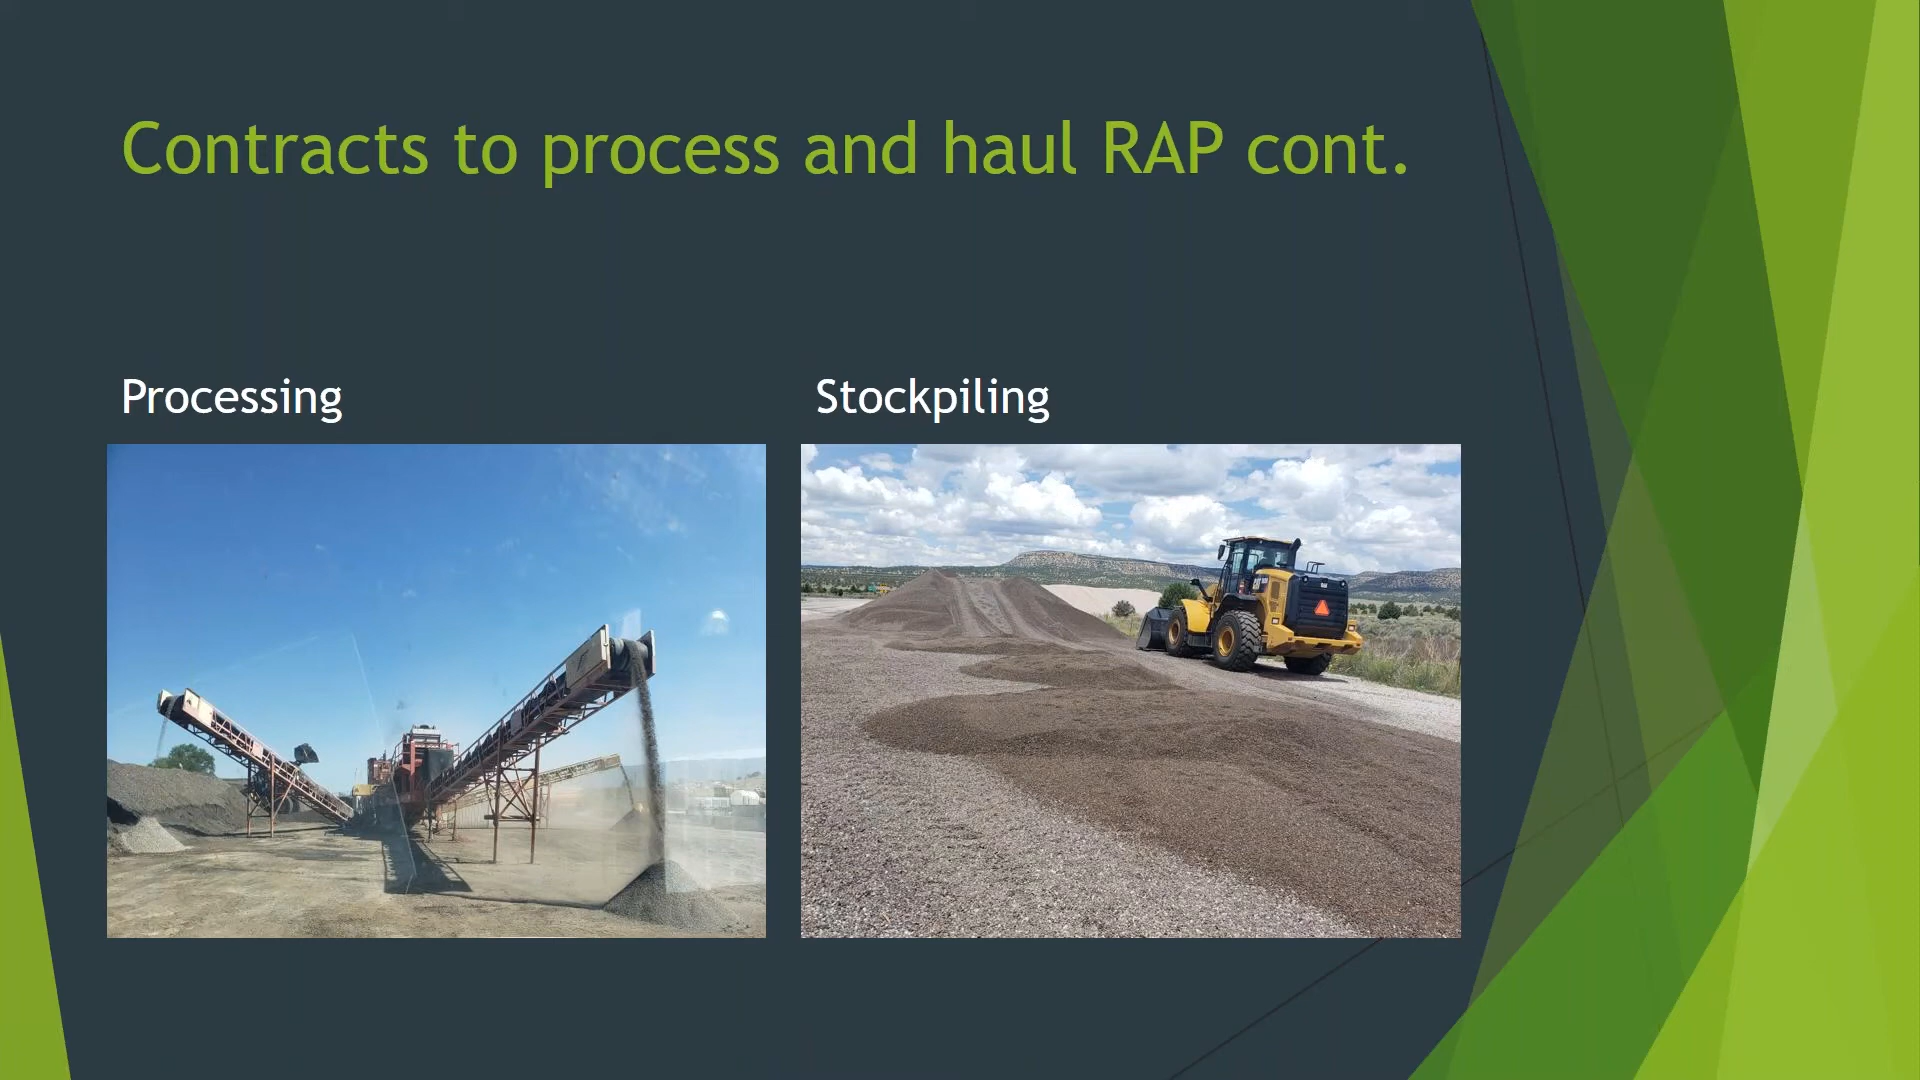 Contracts to process and haul RAP cont.
Processing
Stockpiling